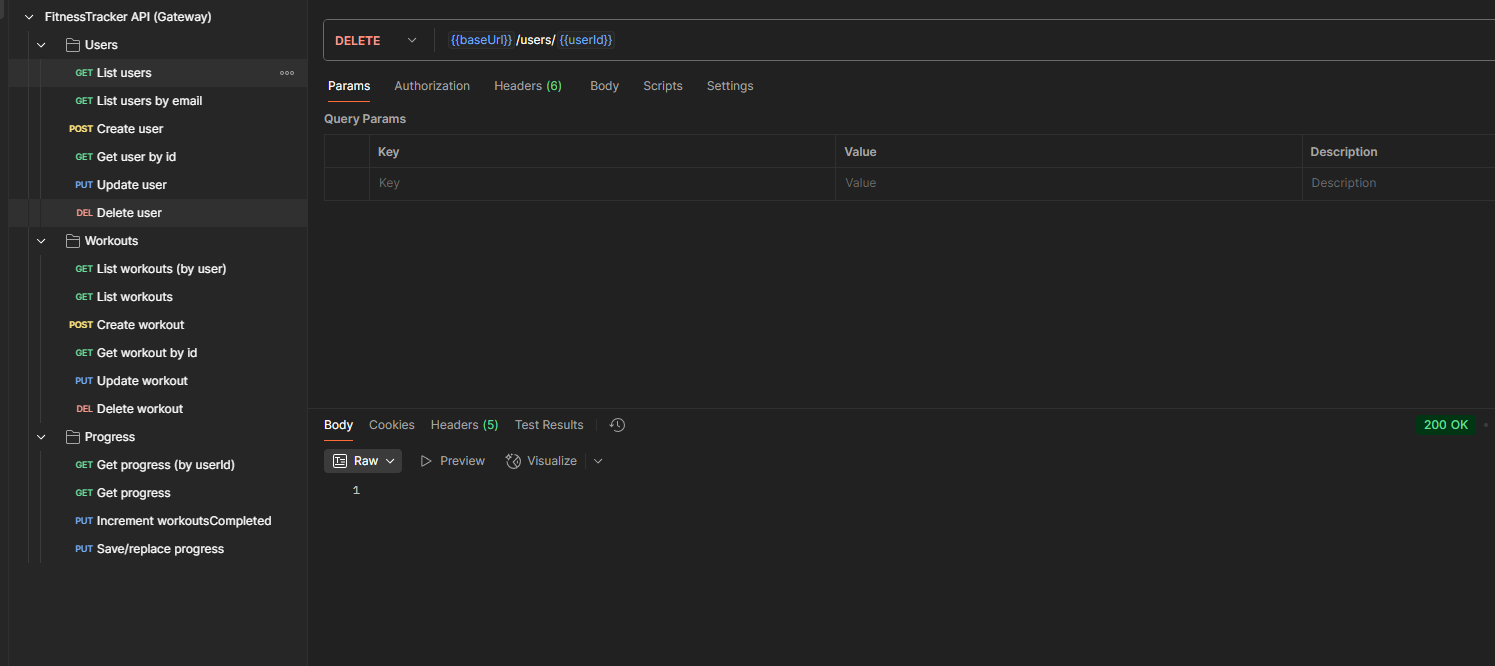 FitnessTracker API (Gateway)
Users
GET List users
GET List users by email
POST Create user
GET Get user by id
PUT Update user
DEL Delete user
Workouts
GET List workouts (by user)
GET List workouts
POST Create workout
GET Get workout by id
PUT Update workout
DEL Delete workout
Progress
GET Get progress (by userId)
GET Get progress
PUT Increment workoutsCompleted
PUT Save/replace progress
DELETE {{baseUrl}} /users/ {{userId}}
Params Authorization Headers (6) Body Scripts Settings
Query Params
Key Value Description
Key Value Description
Body Cookies Headers (5) Test Results 200 OK
Raw Preview Visualize
1